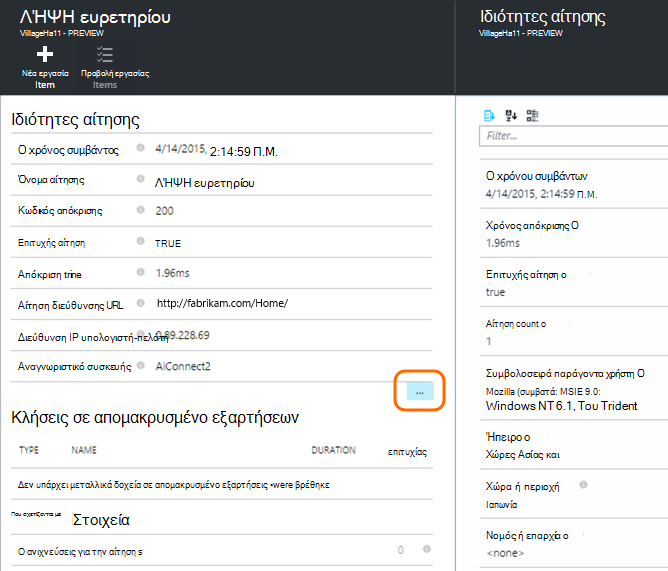 ΛΉΨΗ ευρετηρίου
VillageHa11 - PREVIEW
Νέα εργασία
Item
Προβολή εργασίας
Items
Ιδιότητες αίτησης
Ο χρόνος συμβάντος 4/14/2015, 2:14:59 Π.Μ.
Όνομα αίτησης ΛΉΨΗ ευρετηρίου
Κωδικός απόκρισης 200
Επιτυχής αίτηση TRUE
Απόκριση trine 1.96ms
Αίτηση διεύθυνσης URL http://fabrikam.com/Home/
Διεύθυνση IP υπολογιστή-πελάτη 0.89.228.69
Αναγνωριστικό συσκευής AiConnect2
...
Κλήσεις σε απομακρυσμένο εξαρτήσεων
TYPE NAME DURATION επιτυχίας
Δεν υπάρχει μεταλλικά δοχεία σε απομακρυσμένο εξαρτήσεις -were βρέθηκε
Που σχετίζονται με Στοιχεία
Ο ανιχνεύσεις για την αίτηση s 0
Ιδιότητες αίτησης
VillageHa11 - PREVIEW
Filter...
Ο χρόνου συμβάντων
4/14/2015, 2:14:59 Π.Μ.
Χρόνος απόκρισης Ο
1.96ms
Επιτυχής αίτηση ο
true
Αίτηση count ο
1
Συμβολοσειρά παράγοντα χρήστη Ο
Mozilla (συμβατά: MSIE 9.0:
Windows NT 6.1, Του Trident
Ήπειρο ο
Χώρες Ασίας και
Χώρα ή περιοχή
Ιαπωνία
Νομός ή επαρχία ο
<none>